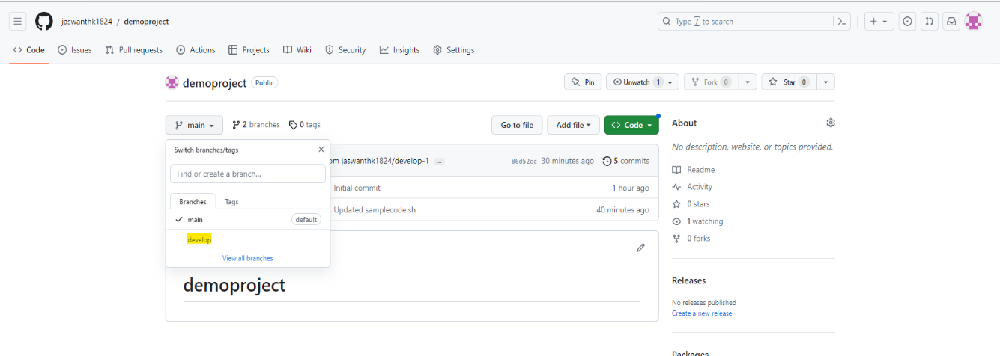 jaswanthk1824 / demoproject
Type / to search
Code Issues Pull requests Actions Projects Wiki Security Insights Settings
demoproject Public
Pin Unwatch 1 Fork 0 Star 0
main 2 branches 0 tags Go to file Add file Code
Switch branches/tags
Find or create a branch...
Branches Tags
main default
develop
View all branches
om jaswanthk1824/develop-1 ... 86d52cc 30 minutes ago 5 commits
Initial commit 1 hour ago
Updated samplecode.sh 40 minutes ago
demoproject
About
No description, website, or topics provided.
Readme
Activity
0 stars
1 watching
0 forks
Releases
No releases published
Create a new release
Packages